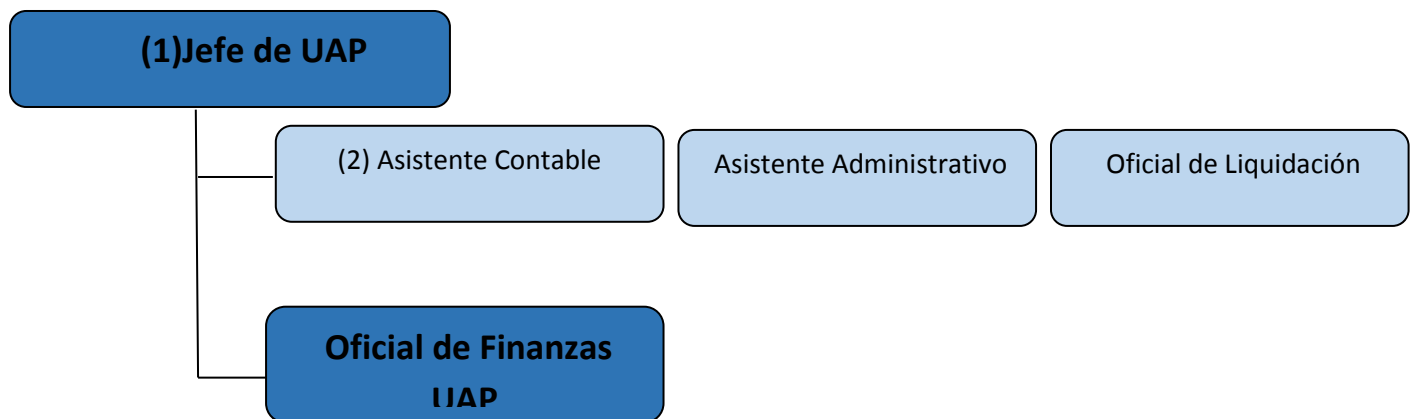 (1)Jefe de UAP
(2) Asistente Contable
Asistente Administrativo
Oficial de Liquidación
Oficial de Finanzas
UAP